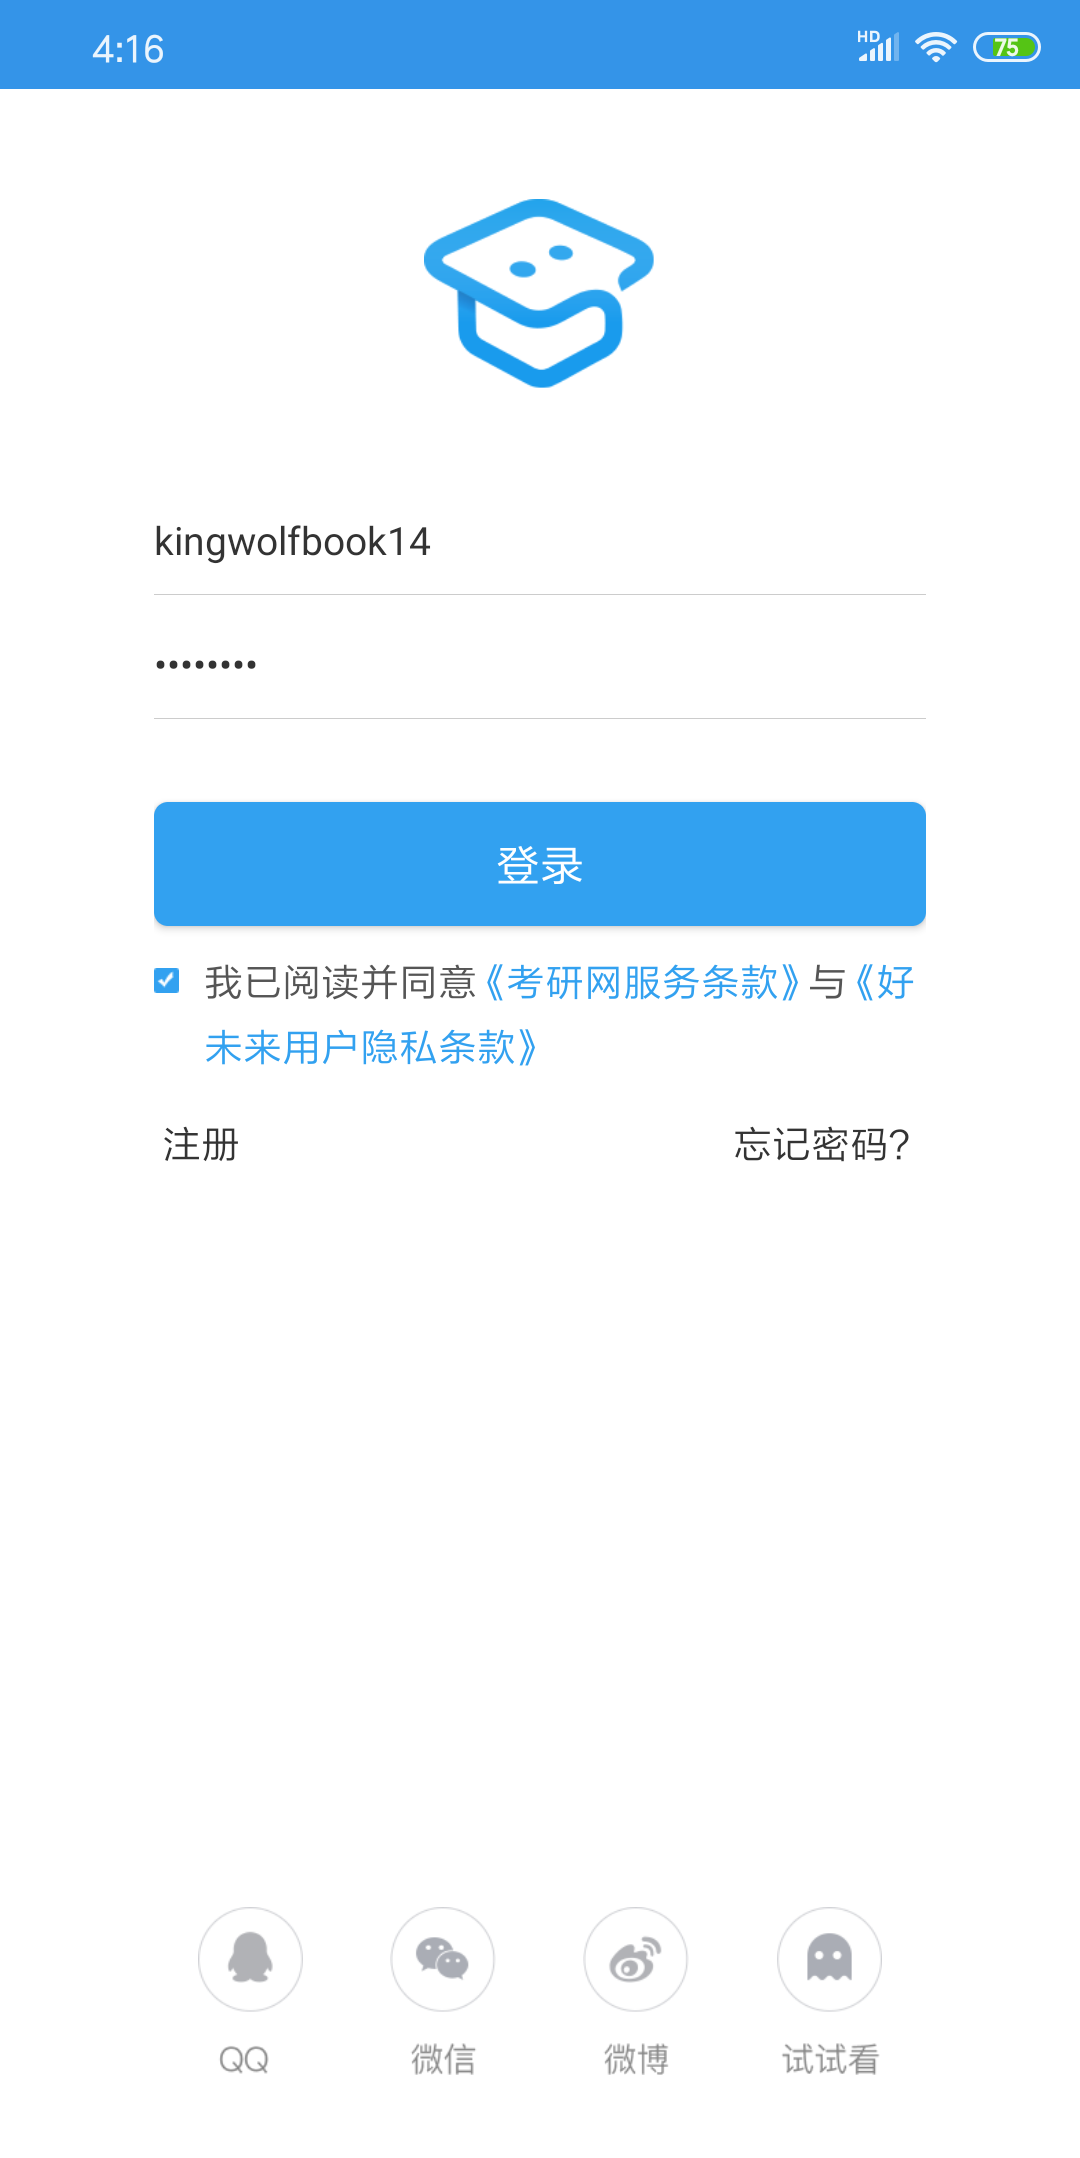 4:16
HD
75
kingwolfbook14
••••••••
登录
我已阅读并同意《考研网服务条款》与《好
未来用户隐私条款》
注册
忘记密码?
QQ
微信
微博
试试看